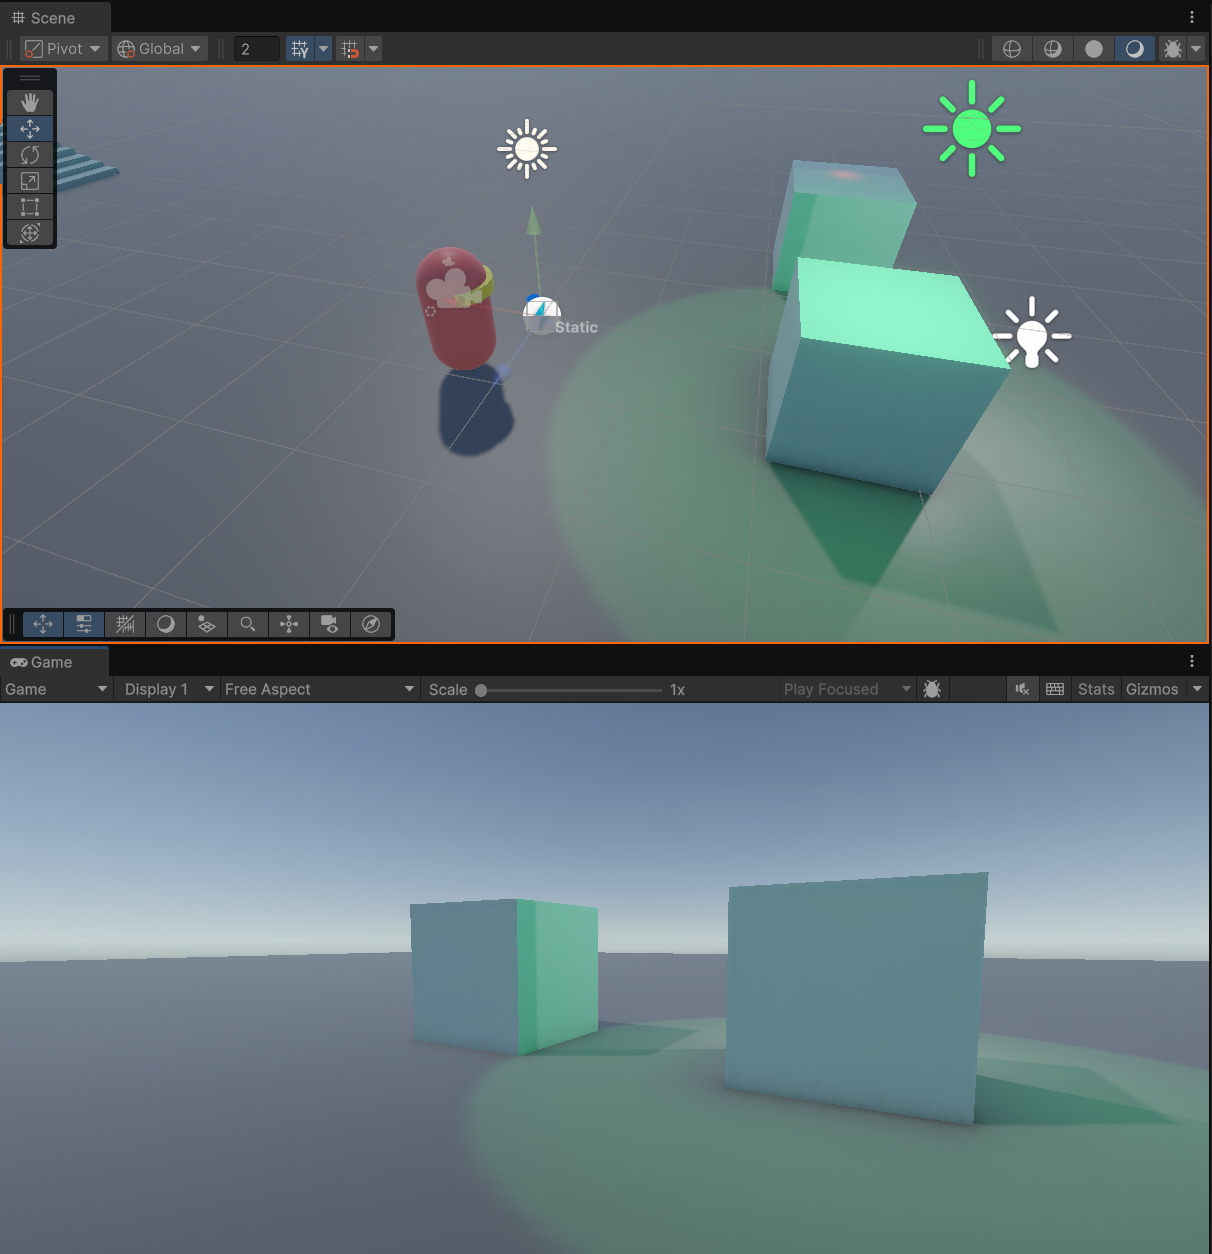 Scene
Pivot Global 2
Static
Game
Game Display 1 Free Aspect Scale 1x Play Focused Stats Gizmos